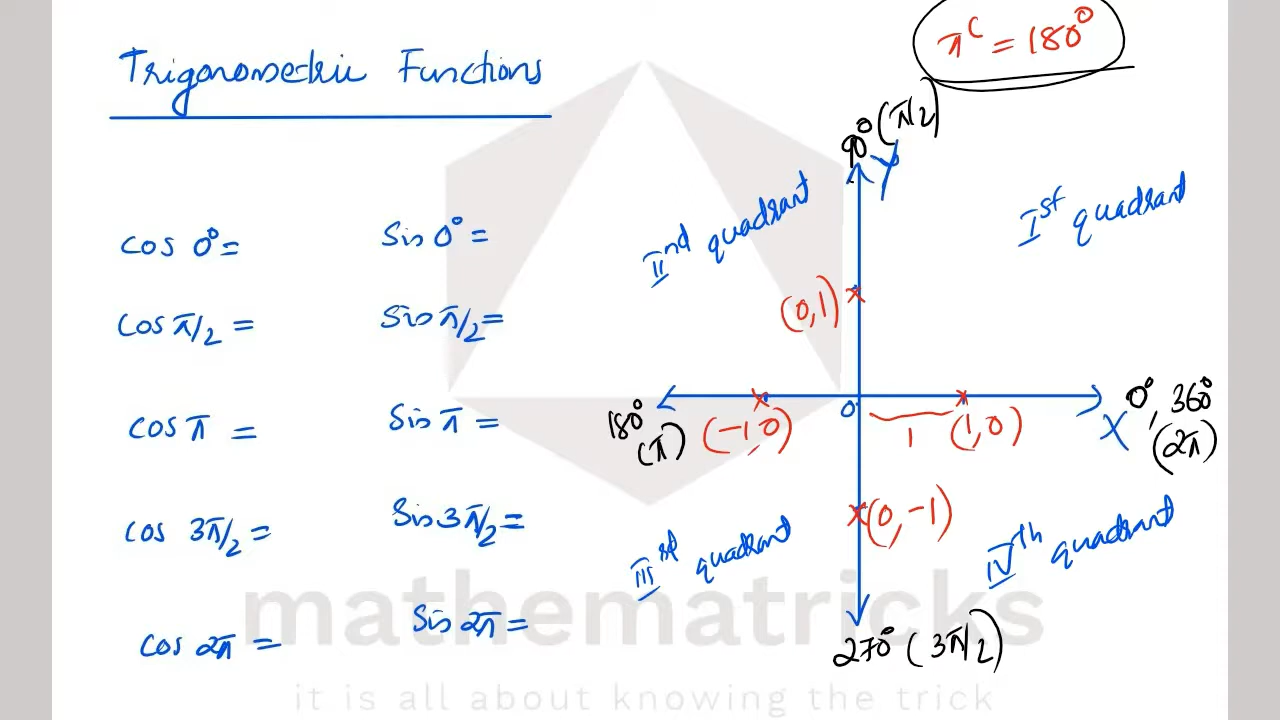 πᶜ = 180°
Trigonometric Functions
90° (π/2)
Y
IInd quadrant
Ist quadrant
cos 0° =
Sin 0° =
(0,1)
cos π/2 =
Sin π/2 =
180°
(π)
(-1,0)
0
1
(1,0)
0°, 360°
X
(2π)
cos π =
Sin π =
cos 3π/2 =
Sin 3π/2 =
(0,-1)
IIIst quadrant
IVth quadrant
mathematricks
cos 2π =
Sin 2π =
270° (3π/2)
it is all about knowing the trick